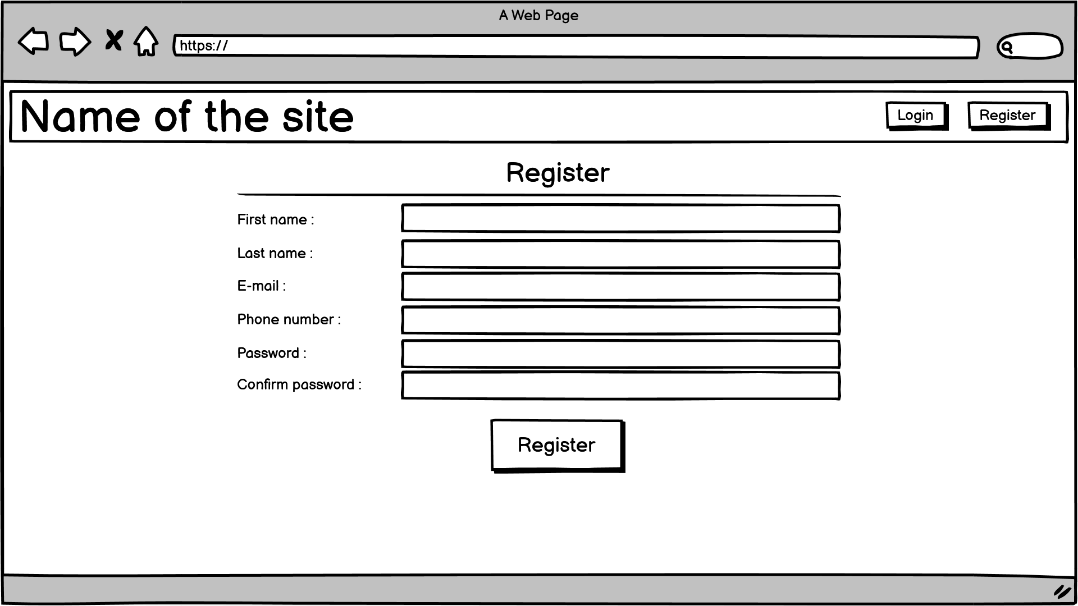 A Web Page
https://
Name of the site
Login
Register
Register
First name :
Last name :
E-mail :
Phone number :
Password :
Confirm password :
Register